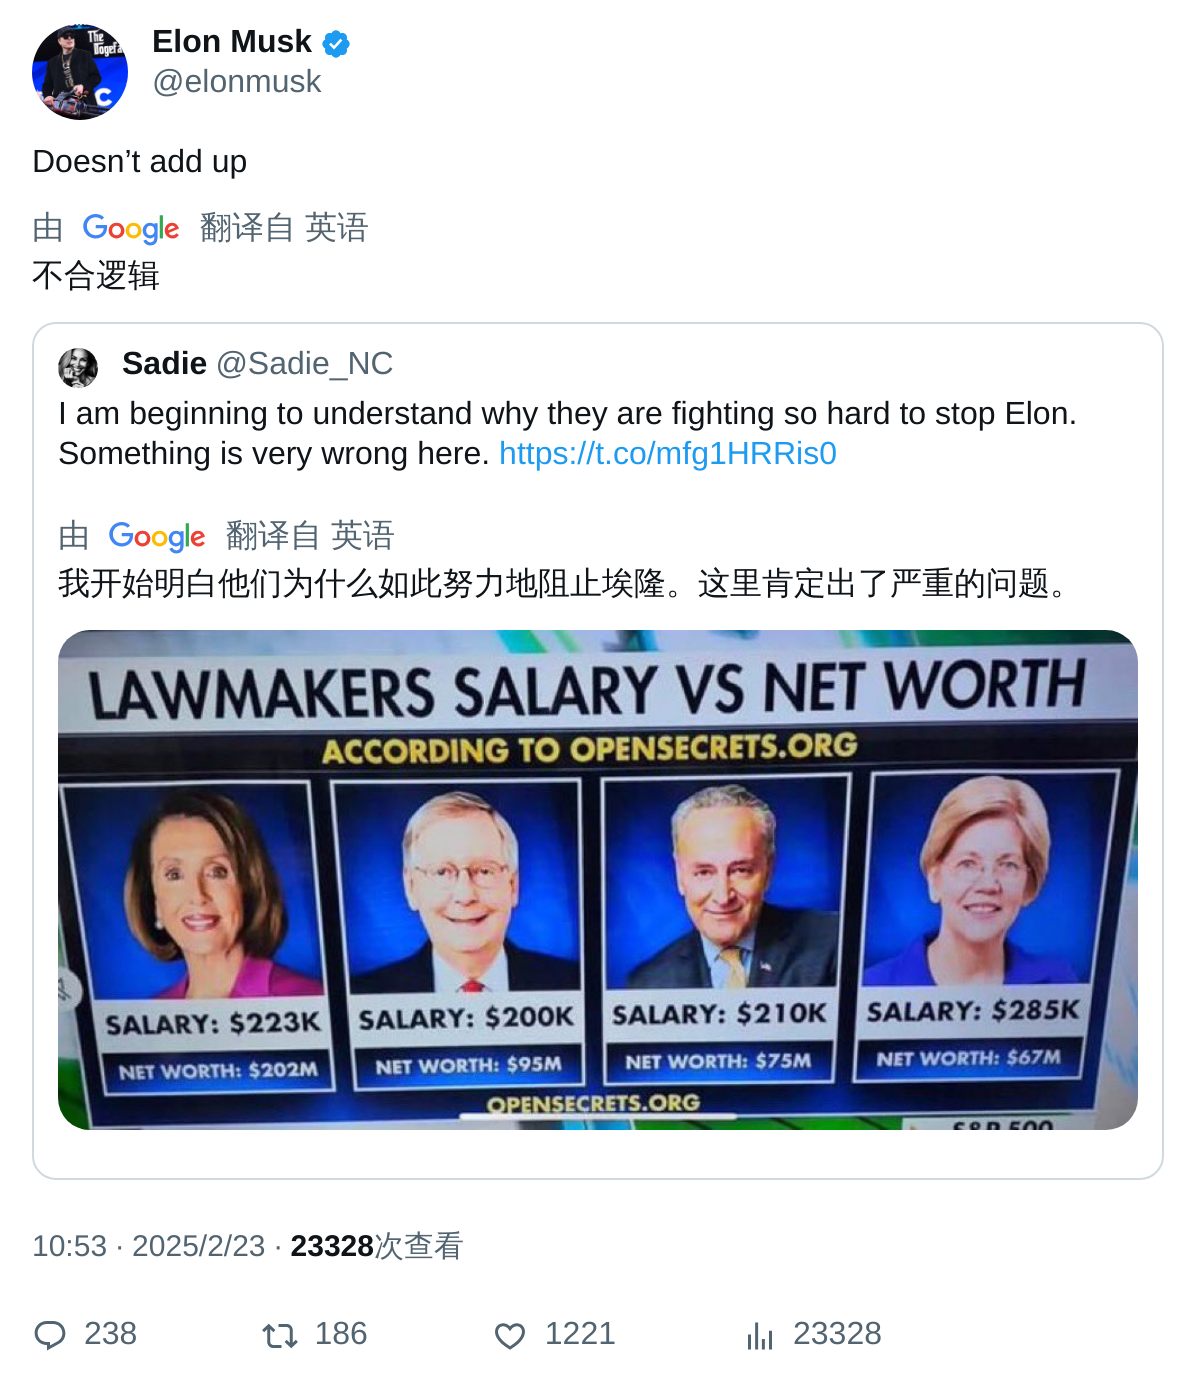 The
Dogefa
C
Elon Musk
@elonmusk
Doesn’t add up
由 Google 翻译自 英语
不合逻辑
Sadie @Sadie_NC
I am beginning to understand why they are fighting so hard to stop Elon.
Something is very wrong here. https://t.co/mfg1HRRis0
由 Google 翻译自 英语
我开始明白他们为什么如此努力地阻止埃隆。这里肯定出了严重的问题。
LAWMAKERS SALARY VS NET WORTH
ACCORDING TO OPENSECRETS.ORG
SALARY: $223K
NET WORTH: $202M
SALARY: $200K
NET WORTH: $95M
SALARY: $210K
NET WORTH: $75M
SALARY: $285K
NET WORTH: $67M
OPENSECRETS.ORG
S&P 500
10:53 · 2025/2/23 · 23328次查看
238 186 1221 23328